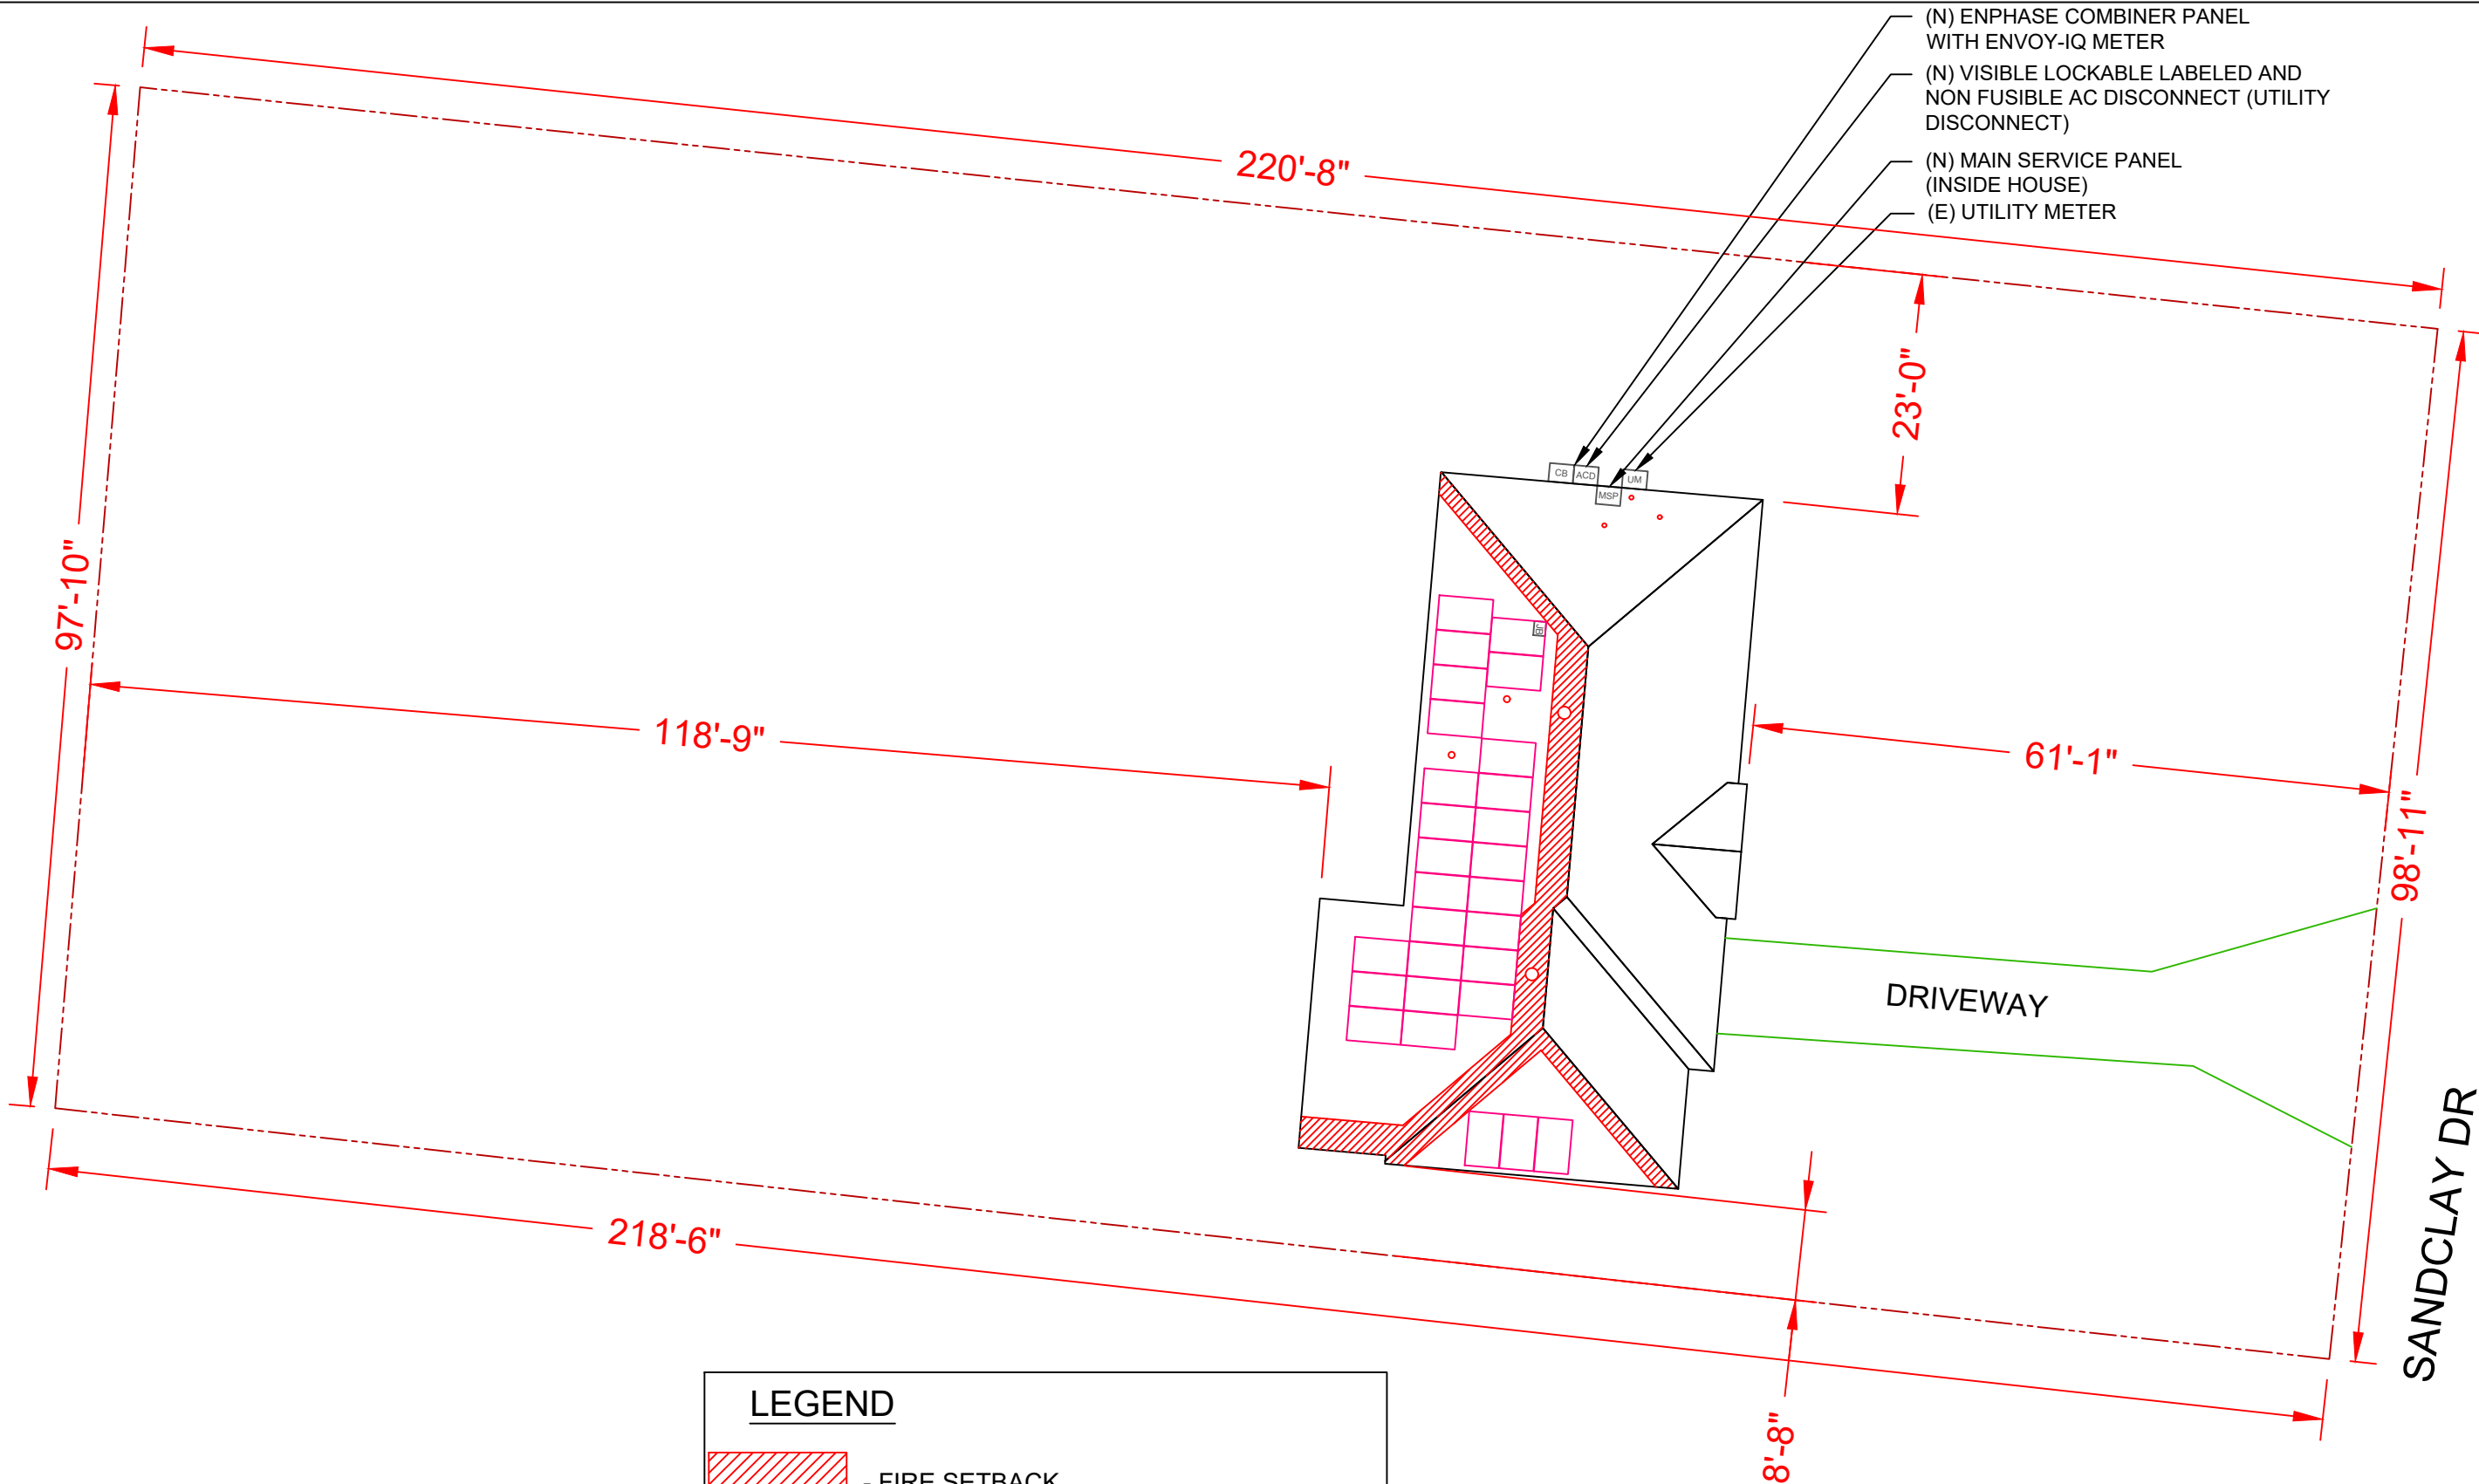 (N) ENPHASE COMBINER PANEL
WITH ENVOY-IQ METER
(N) VISIBLE LOCKABLE LABELED AND
NON FUSIBLE AC DISCONNECT (UTILITY
DISCONNECT)
(N) MAIN SERVICE PANEL
(INSIDE HOUSE)
(E) UTILITY METER
220'-8"
23'-0"
CB
ACD
UM
MSP
97'-10"
JB
118'-9"
61'-1"
98'-11"
DRIVEWAY
SANDCLAY DR
218'-6"
8'-8"
LEGEND
- FIRE SETBACK